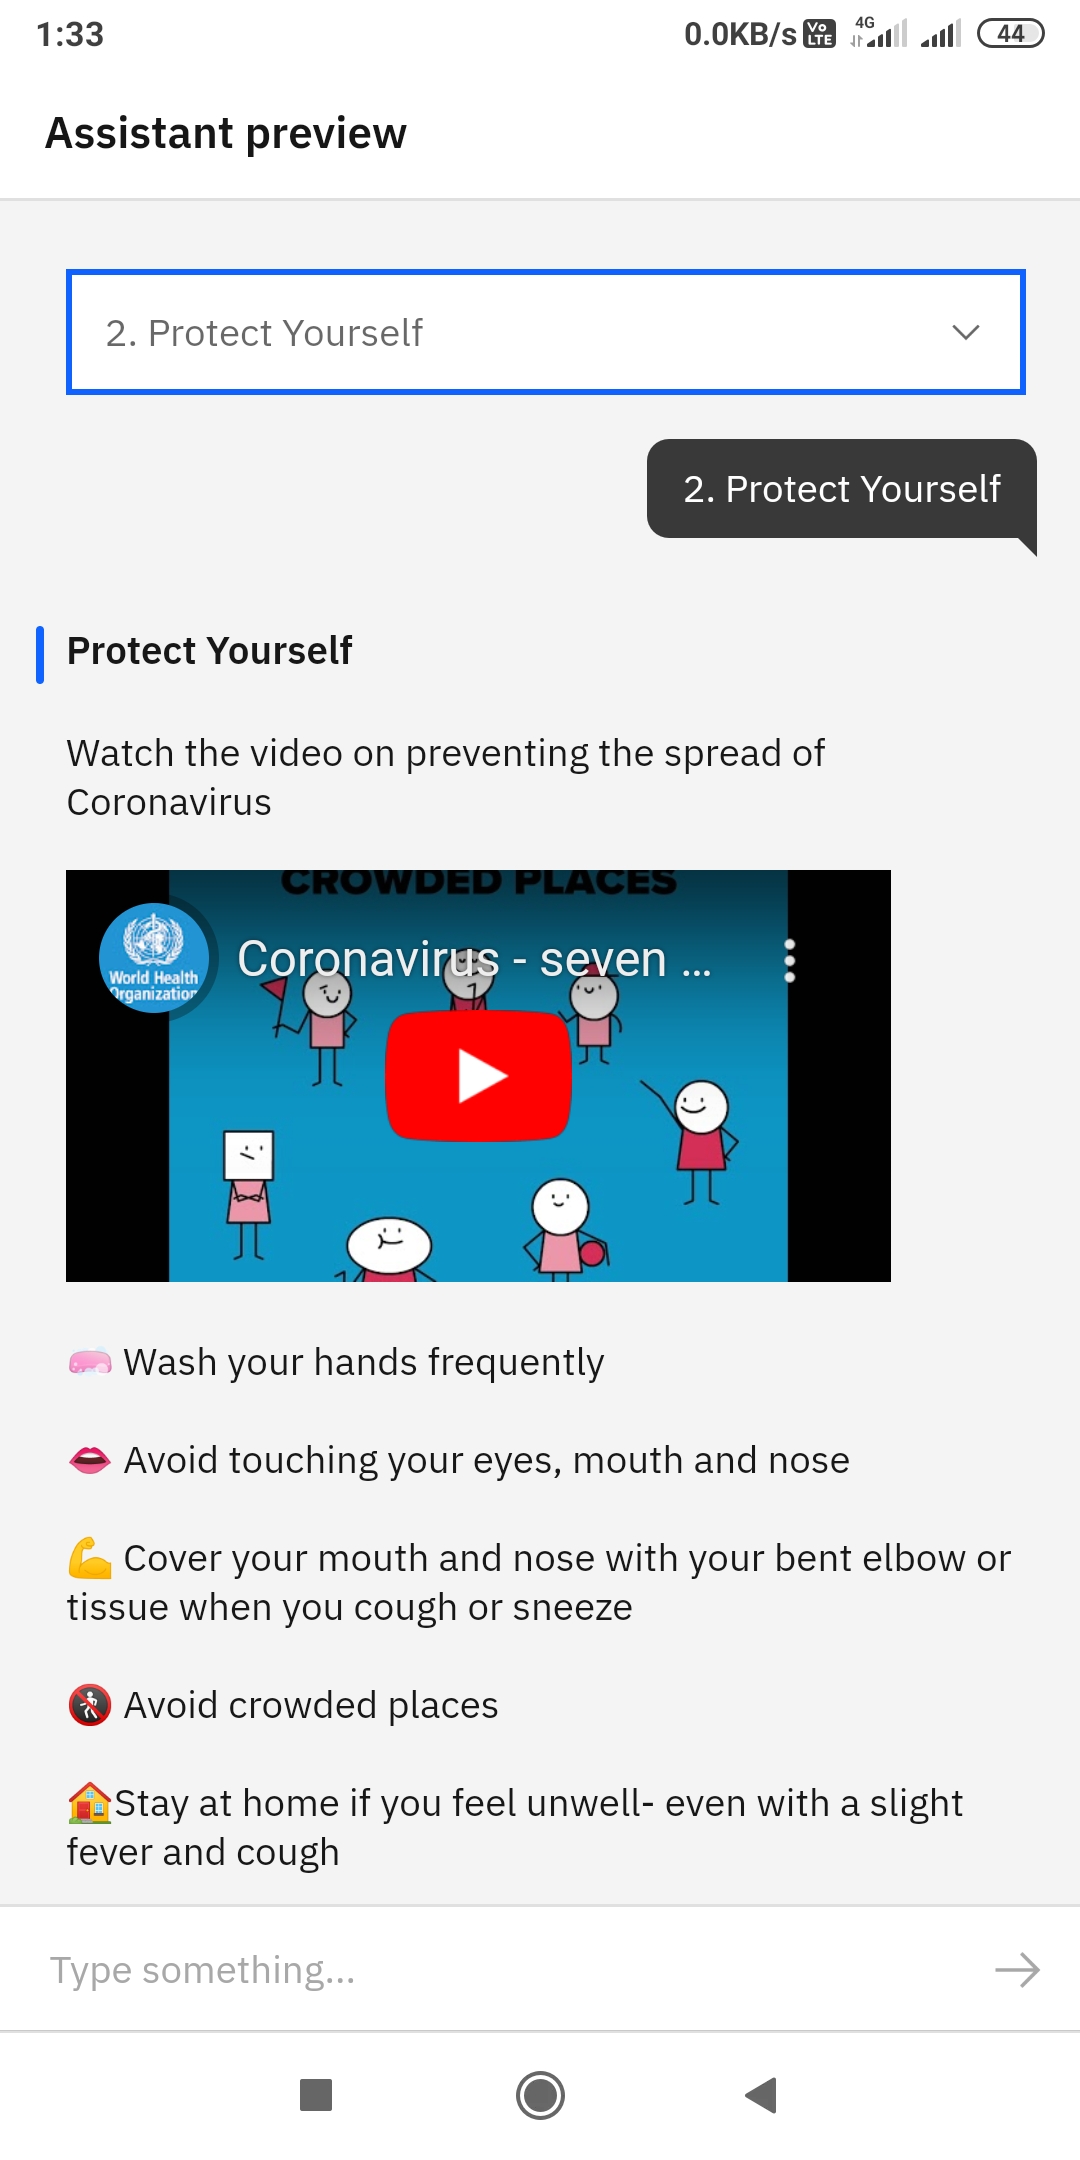 1:33
0.0KB/s Vo LTE 4G 44
Assistant preview
2. Protect Yourself
2. Protect Yourself
Protect Yourself
Watch the video on preventing the spread of
Coronavirus
CROWDED PLACES
Coronavirus - seven ...
World Health
Organization
🧼 Wash your hands frequently
👄 Avoid touching your eyes, mouth and nose
💪 Cover your mouth and nose with your bent elbow or
tissue when you cough or sneeze
🚷 Avoid crowded places
🏠Stay at home if you feel unwell- even with a slight
fever and cough
Type something...